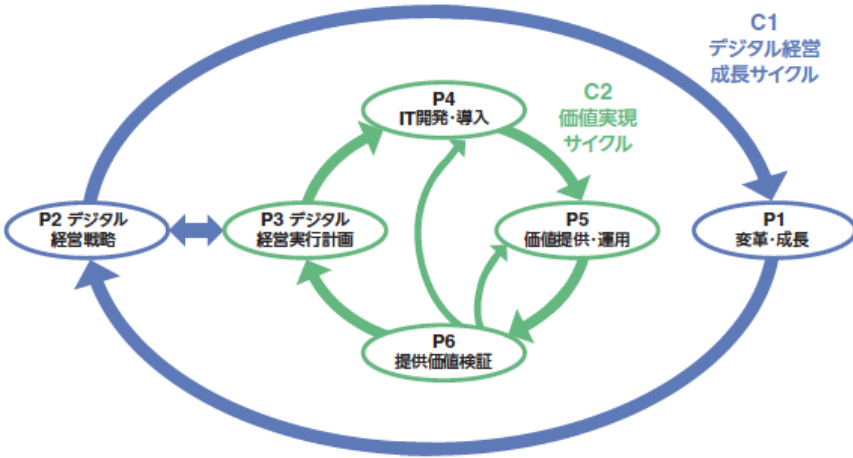 C1
デジタル経営
成長サイクル
C2
価値実現
サイクル
P4
IT開発・導入
P2 デジタル
経営戦略
P3 デジタル
経営実行計画
P5
価値提供・運用
P1
変革・成長
P6
提供価値検証